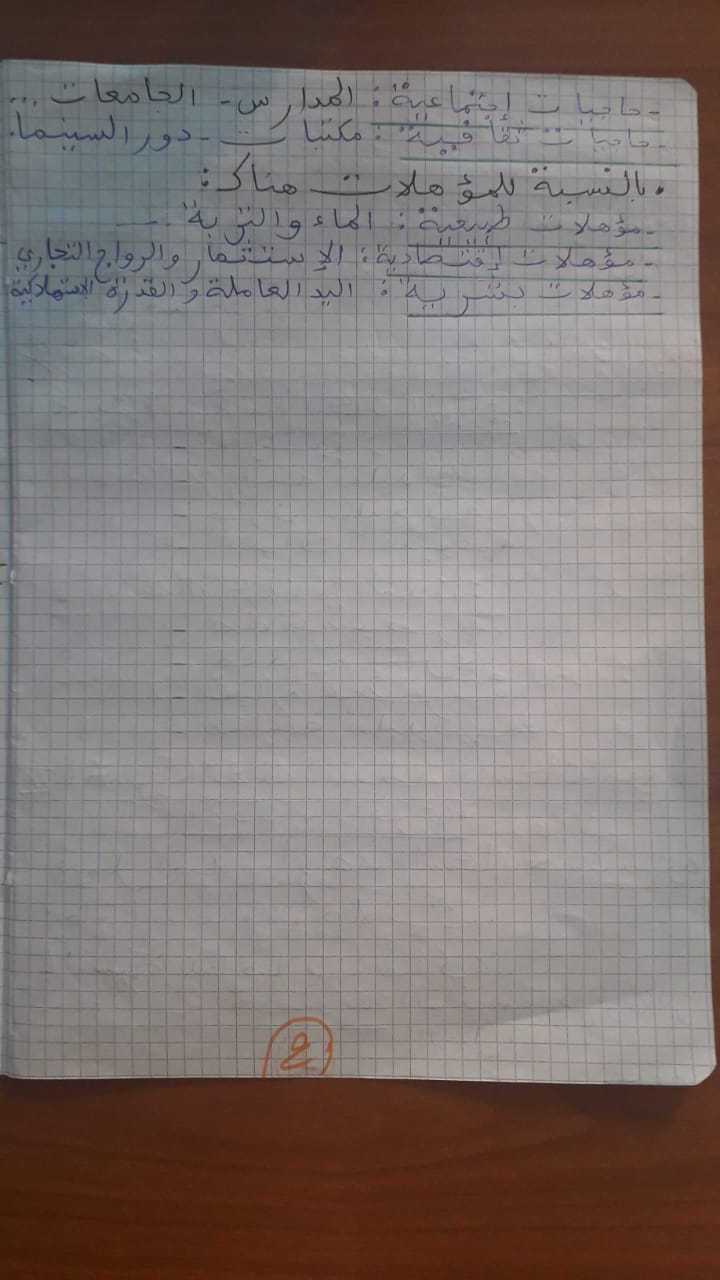 - حاجيات إجتماعية: المدارس - الجامعات ...
- حاجيات ثقافية: مكتبات - دور السينما.
• بالنسبة للمؤهلات هناك:
- مؤهلات طبيعية: الماء والتربة ...
- مؤهلات إقتصادية: الإستثمار والرواج التجاري
- مؤهلات بشرية: اليد العاملة والقدرة الاستهلاكية